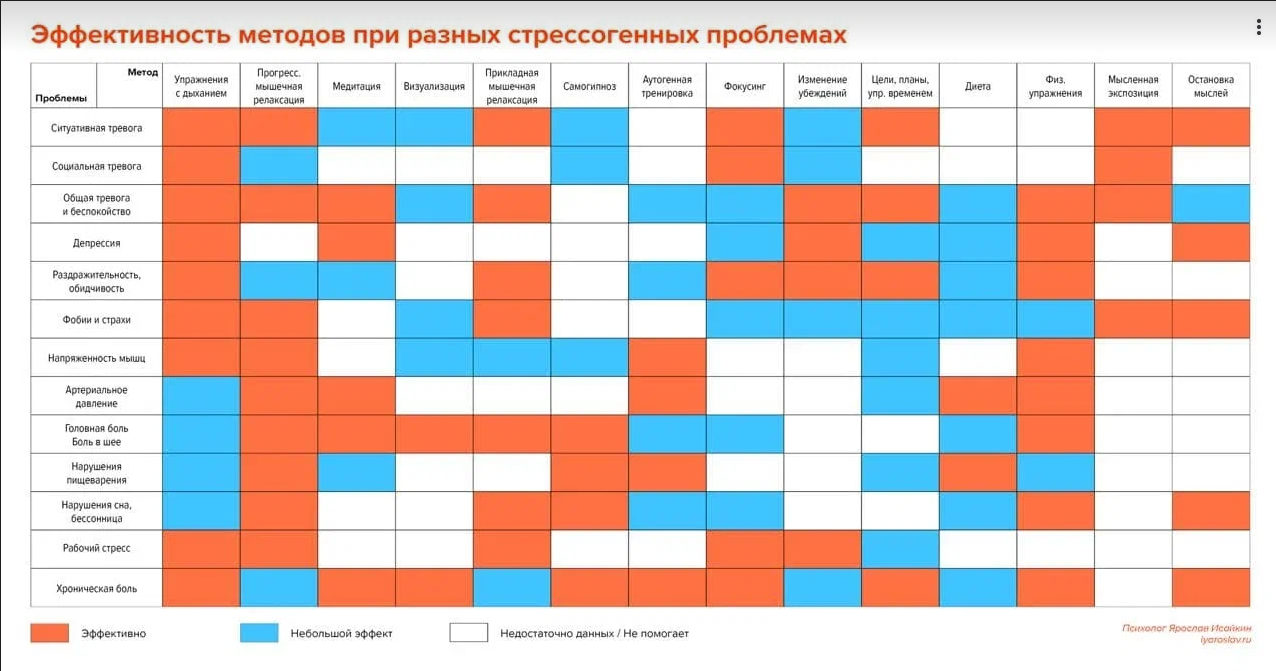 Эффективность методов при разных стрессогенных проблемах
Метод
Проблемы
Упражнения
с дыханием
Прогресс.
мышечная
релаксация
Медитация
Визуализация
Прикладная
мышечная
релаксация
Самогипноз
Аутогенная
тренировка
Фокусинг
Изменение
убеждений
Цели, планы,
упр. временем
Диета
Физ.
упражнения
Мысленная
экспозиция
Остановка
мыслей
Ситуативная тревога
Социальная тревога
Общая тревога
и беспокойство
Депрессия
Раздражительность,
обидчивость
Фобии и страхи
Напряженность мышц
Артериальное
давление
Головная боль
Боль в шее
Нарушения
пищеварения
Нарушения сна,
бессонница
Рабочий стресс
Хроническая боль
Эффективно
Небольшой эффект
Недостаточно данных / Не помогает
Психолог Ярослав Исайкин
iyaroslav.ru